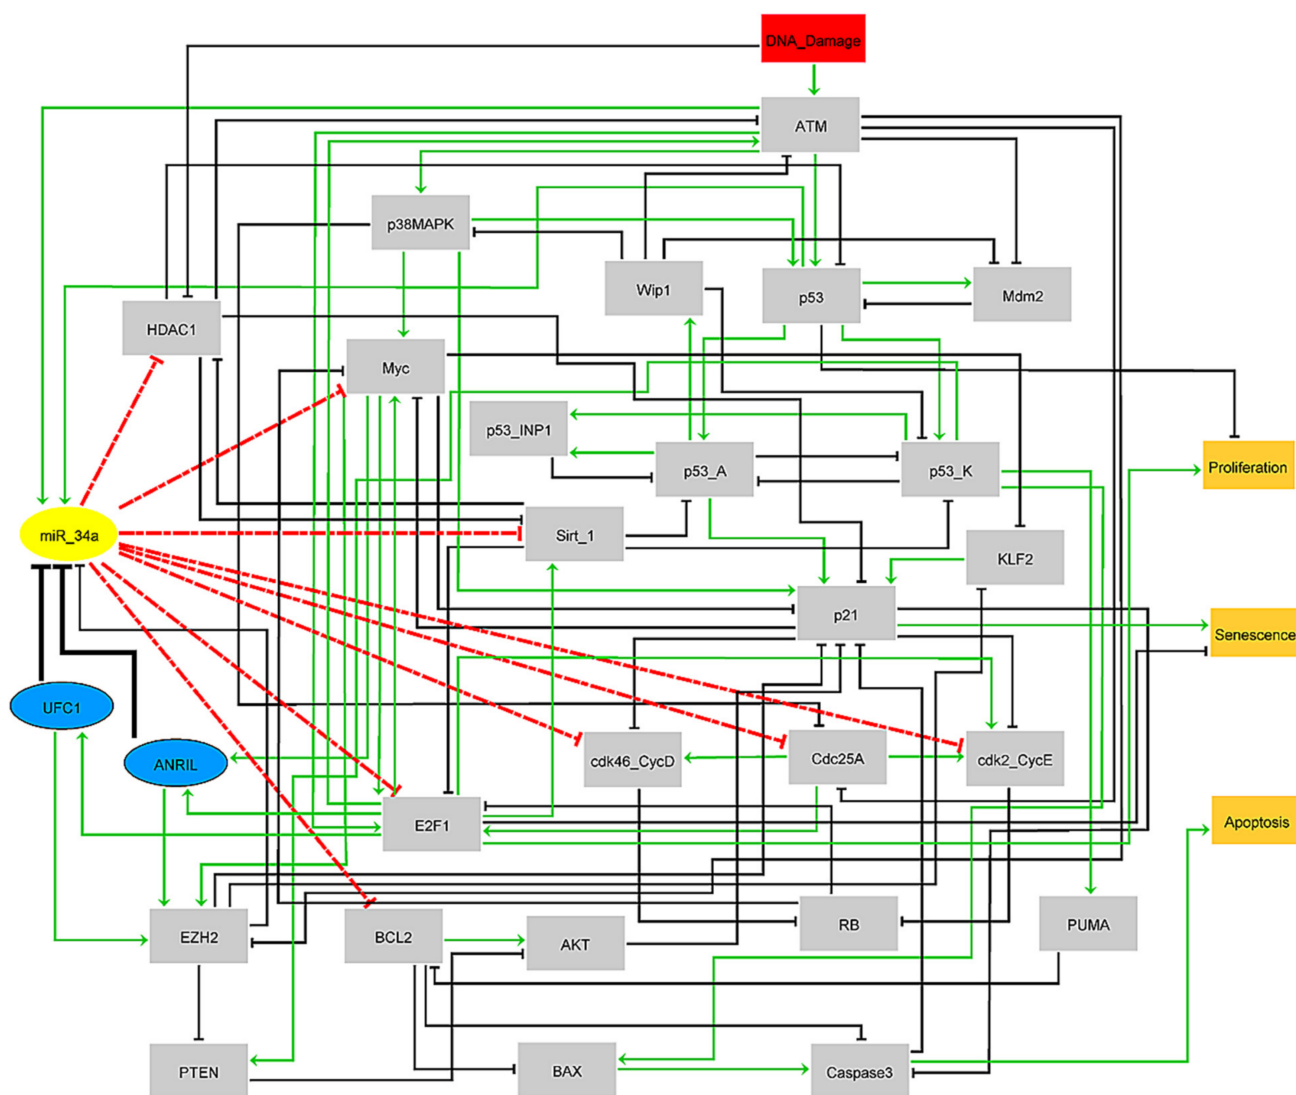 DNA_Damage
ATM
p38MAPK
Wip1
p53
Mdm2
HDAC1
Myc
p53_INP1
p53_A
p53_K
Proliferation
miR_34a
Sirt_1
KLF2
p21
Senescence
UFC1
ANRIL
cdk46_CycD
Cdc25A
cdk2_CycE
E2F1
Apoptosis
EZH2
BCL2
AKT
RB
PUMA
PTEN
BAX
Caspase3